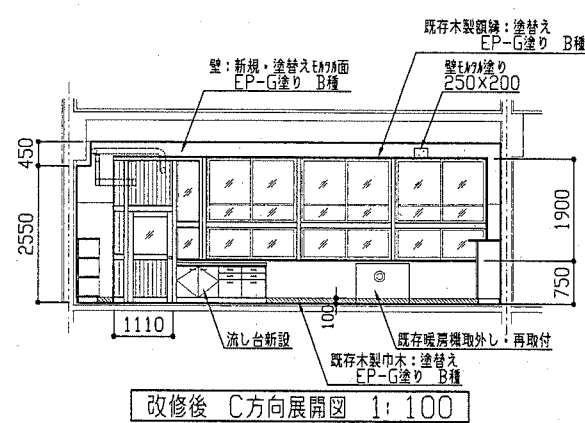 既存木製額縁：塗替え
EP-G塗り B種
壁：新規・塗替えモルタル面
EP-G塗り B種
壁モルタル塗り
250×200
450
2550
1900
750
1110
100
流し台新設
既存暖房機取外し・再取付
既存木製巾木：塗替え
EP-G塗り B種
改修後 C方向展開図 1:100